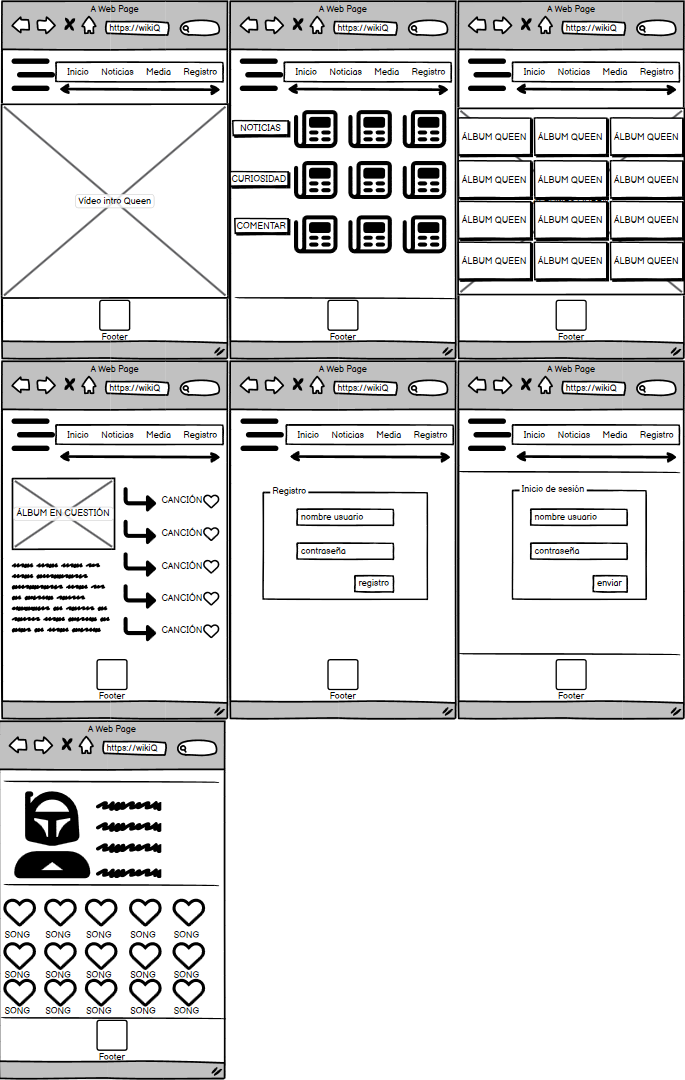 A Web Page
https://wikiQ
Inicio Noticias Media Registro
Vídeo intro Queen
Footer
A Web Page
https://wikiQ
Inicio Noticias Media Registro
NOTICIAS
CURIOSIDAD
COMENTAR
Footer
A Web Page
https://wikiQ
Inicio Noticias Media Registro
ÁLBUM QUEEN ÁLBUM QUEEN ÁLBUM QUEEN
ÁLBUM QUEEN ÁLBUM QUEEN ÁLBUM QUEEN
ÁLBUM QUEEN ÁLBUM QUEEN ÁLBUM QUEEN
ÁLBUM QUEEN ÁLBUM QUEEN ÁLBUM QUEEN
Footer
A Web Page
https://wikiQ
Inicio Noticias Media Registro
ÁLBUM EN CUESTIÓN
CANCIÓN
CANCIÓN
CANCIÓN
CANCIÓN
CANCIÓN
Footer
A Web Page
https://wikiQ
Inicio Noticias Media Registro
Registro
nombre usuario
contraseña
registro
Footer
A Web Page
https://wikiQ
Inicio Noticias Media Registro
Inicio de sesión
nombre usuario
contraseña
enviar
Footer
A Web Page
https://wikiQ
SONG SONG SONG SONG SONG
SONG SONG SONG SONG SONG
SONG SONG SONG SONG SONG
Footer